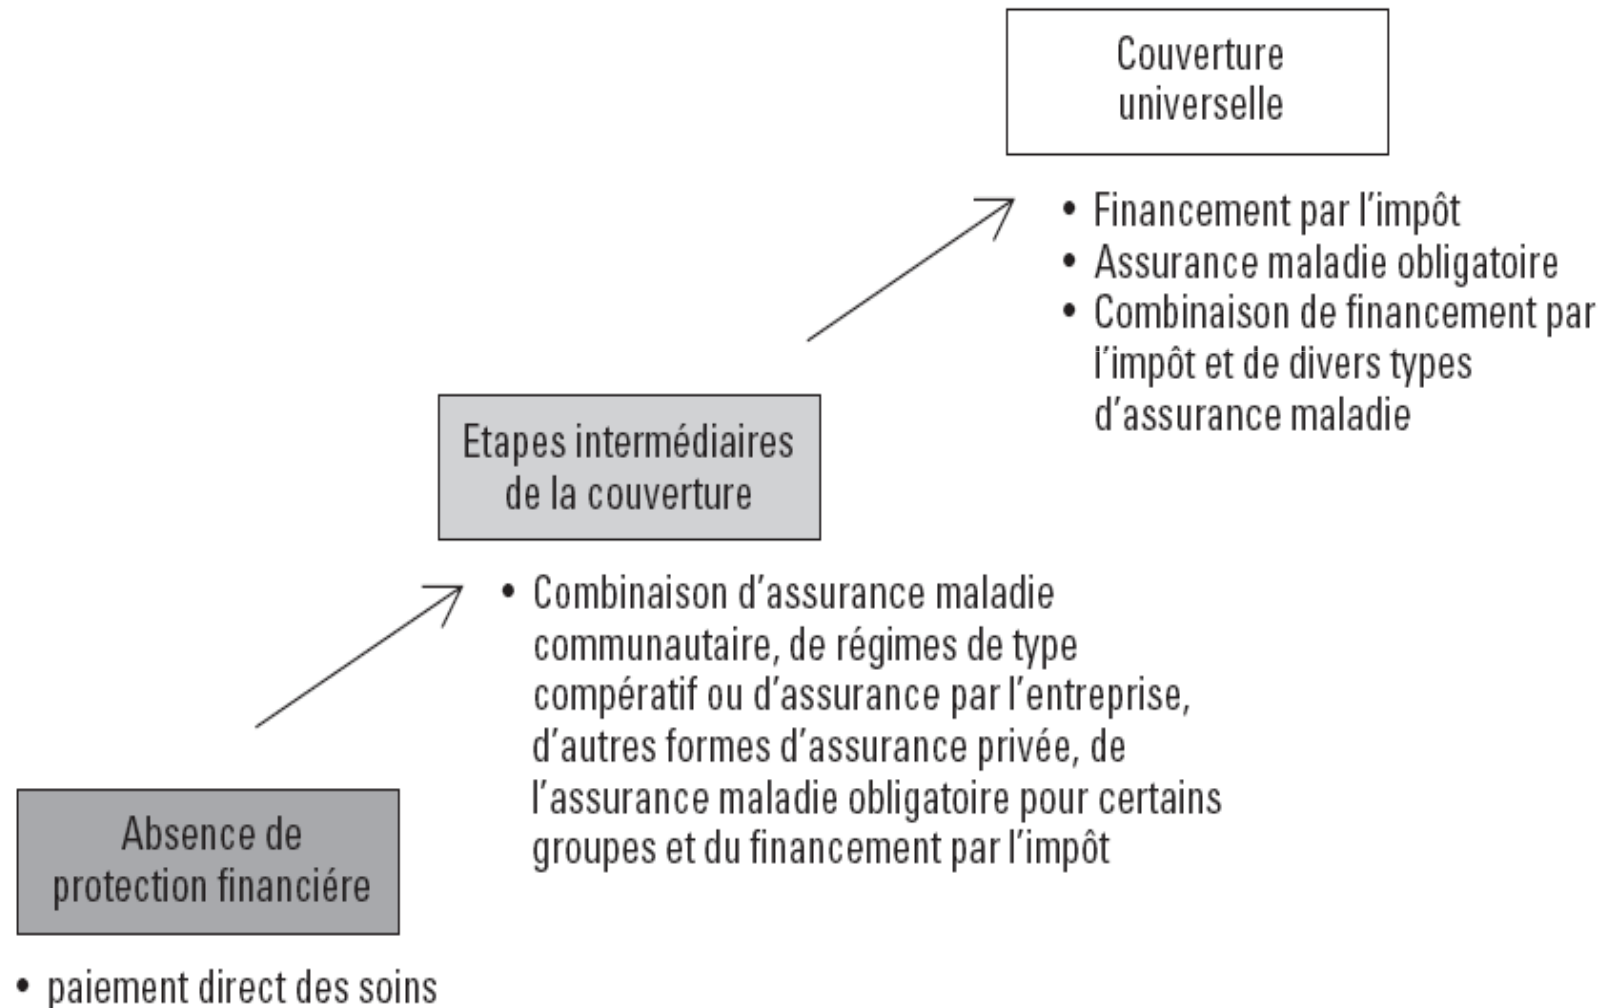 Couverture
universelle
• Financement par l'impôt
• Assurance maladie obligatoire
• Combinaison de financement par
l'impôt et de divers types
d'assurance maladie
Etapes intermédiaires
de la couverture
• Combinaison d'assurance maladie
communautaire, de régimes de type
compératif ou d'assurance par l'entreprise,
d'autres formes d'assurance privée, de
l'assurance maladie obligatoire pour certains
groupes et du financement par l'impôt
Absence de
protection financiére
• paiement direct des soins